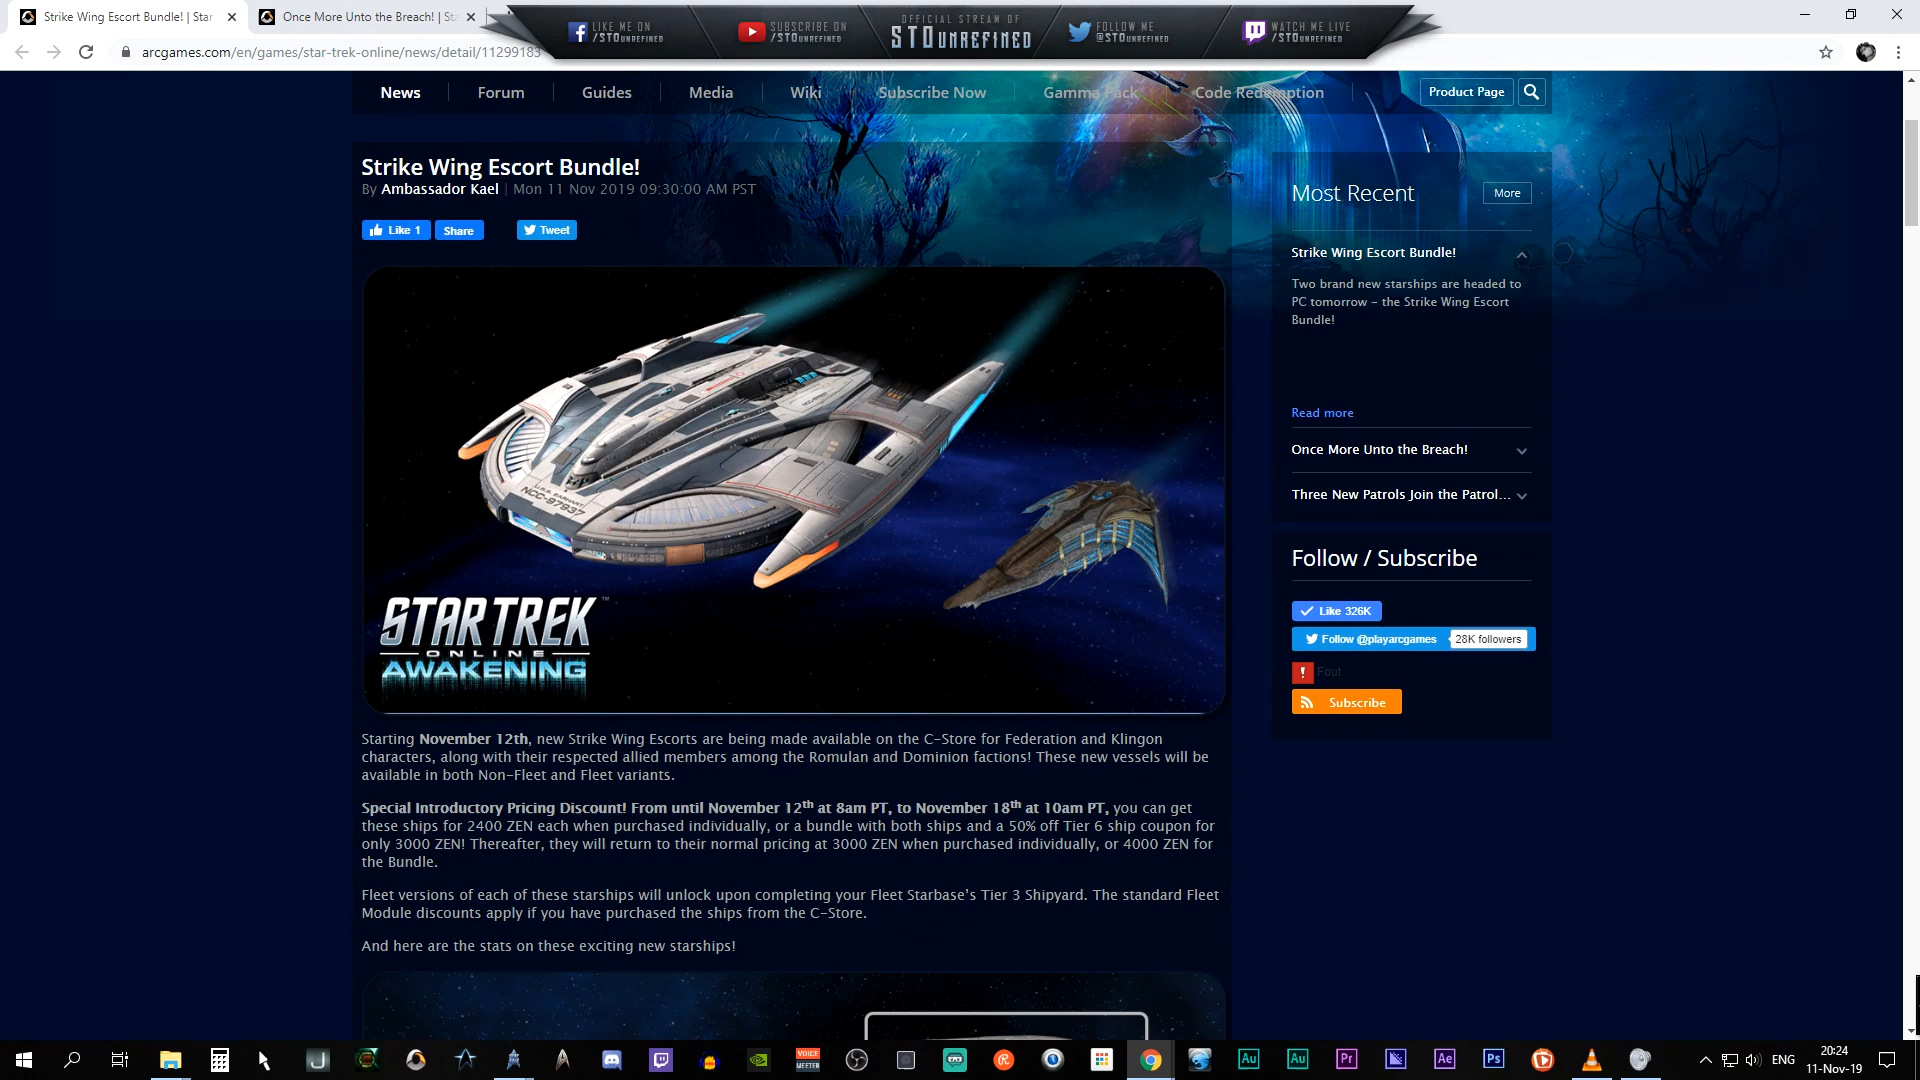 Strike Wing Escort Bundle! | Star
Once More Unto the Breach! | Sta
LIKE ME ON
/STOUNREFINED
SUBSCRIBE ON
/STOUNREFINED
OFFICIAL STREAM OF
STOUNREFINED
FOLLOW ME
@STOUNREFINED
WATCH ME LIVE
/STOUNREFINED
arcgames.com/en/games/star-trek-online/news/detail/11299183
News Forum Guides Media Wiki Subscribe Now Gamma Pack Code Redemption Product Page
Strike Wing Escort Bundle!
By Ambassador Kael | Mon 11 Nov 2019 09:30:00 AM PST
Like 1 Share Tweet
U.S.S. EARHART
NCC-97937
STAR TREK™
ONLINE
AWAKENING
Starting November 12th, new Strike Wing Escorts are being made available on the C-Store for Federation and Klingon
characters, along with their respected allied members among the Romulan and Dominion factions! These new vessels will be
available in both Non-Fleet and Fleet variants.
Special Introductory Pricing Discount! From until November 12th at 8am PT, to November 18th at 10am PT, you can get
these ships for 2400 ZEN each when purchased individually, or a bundle with both ships and a 50% off Tier 6 ship coupon for
only 3000 ZEN! Thereafter, they will return to their normal pricing at 3000 ZEN when purchased individually, or 4000 ZEN for
the Bundle.
Fleet versions of each of these starships will unlock upon completing your Fleet Starbase's Tier 3 Shipyard. The standard Fleet
Module discounts apply if you have purchased the ships from the C-Store.
And here are the stats on these exciting new starships!
Most Recent More
Strike Wing Escort Bundle!
Two brand new starships are headed to
PC tomorrow - the Strike Wing Escort
Bundle!
Read more
Once More Unto the Breach!
Three New Patrols Join the Patrol...
Follow / Subscribe
Like 326K
Follow @playarcgames 28K followers
Fout
Subscribe
VOICE
MEETER
Au Au Pr Ae Ps
ENG
20:24
11-Nov-19